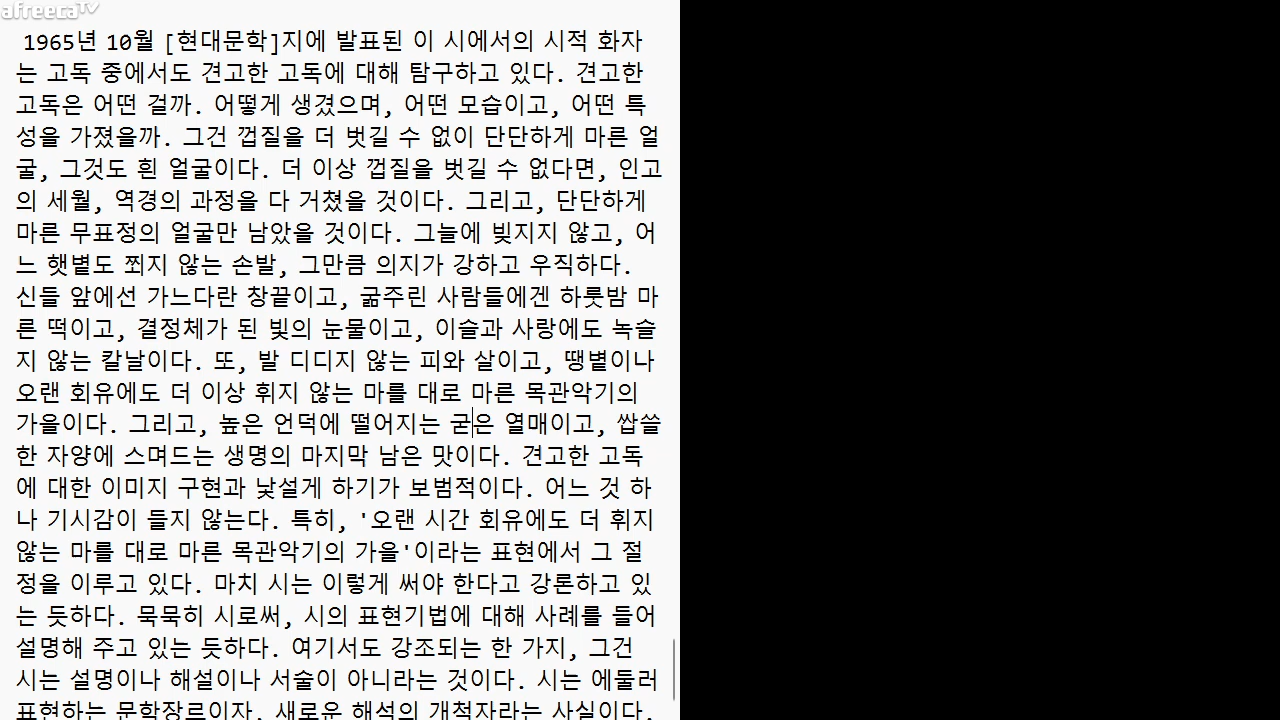 afreecaTV
1965년 10월 [현대문학]지에 발표된 이 시에서의 시적 화자
는 고독 중에서도 견고한 고독에 대해 탐구하고 있다. 견고한
고독은 어떤 걸까. 어떻게 생겼으며, 어떤 모습이고, 어떤 특
성을 가졌을까. 그건 껍질을 더 벗길 수 없이 단단하게 마른 얼
굴, 그것도 흰 얼굴이다. 더 이상 껍질을 벗길 수 없다면, 인고
의 세월, 역경의 과정을 다 거쳤을 것이다. 그리고, 단단하게
마른 무표정의 얼굴만 남았을 것이다. 그늘에 빚지지 않고, 어
느 햇볕도 쬐지 않는 손발, 그만큼 의지가 강하고 우직하다.
신들 앞에선 가느다란 창끝이고, 굶주린 사람들에겐 하룻밤 마
른 떡이고, 결정체가 된 빛의 눈물이고, 이슬과 사랑에도 녹슬
지 않는 칼날이다. 또, 발 디디지 않는 피와 살이고, 땡볕이나
오랜 회유에도 더 이상 휘지 않는 마를 대로 마른 목관악기의
가을이다. 그리고, 높은 언덕에 떨어지는 굳은 열매이고, 쌉쓸
한 자양에 스며드는 생명의 마지막 남은 맛이다. 견고한 고독
에 대한 이미지 구현과 낯설게 하기가 보범적이다. 어느 것 하
나 기시감이 들지 않는다. 특히, '오랜 시간 회유에도 더 휘지
않는 마를 대로 마른 목관악기의 가을'이라는 표현에서 그 절
정을 이루고 있다. 마치 시는 이렇게 써야 한다고 강론하고 있
는 듯하다. 묵묵히 시로써, 시의 표현기법에 대해 사례를 들어
설명해 주고 있는 듯하다. 여기서도 강조되는 한 가지, 그건
시는 설명이나 해설이나 서술이 아니라는 것이다. 시는 에둘러
표현하는 문학장르이자, 새로운 해석의 개척자라는 사실이다.